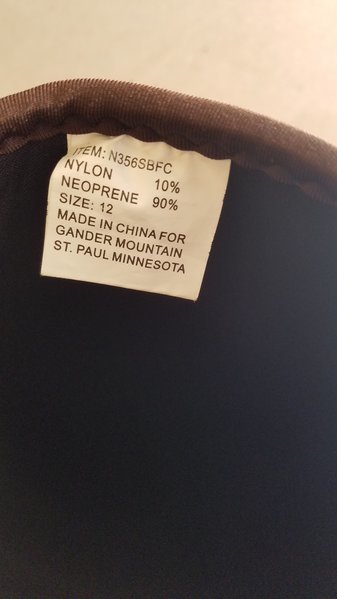 ITEM: N356SBFC
NYLON 10%
NEOPRENE 90%
SIZE: 12
MADE IN CHINA FOR
GANDER MOUNTAIN
ST. PAUL MINNESOTA